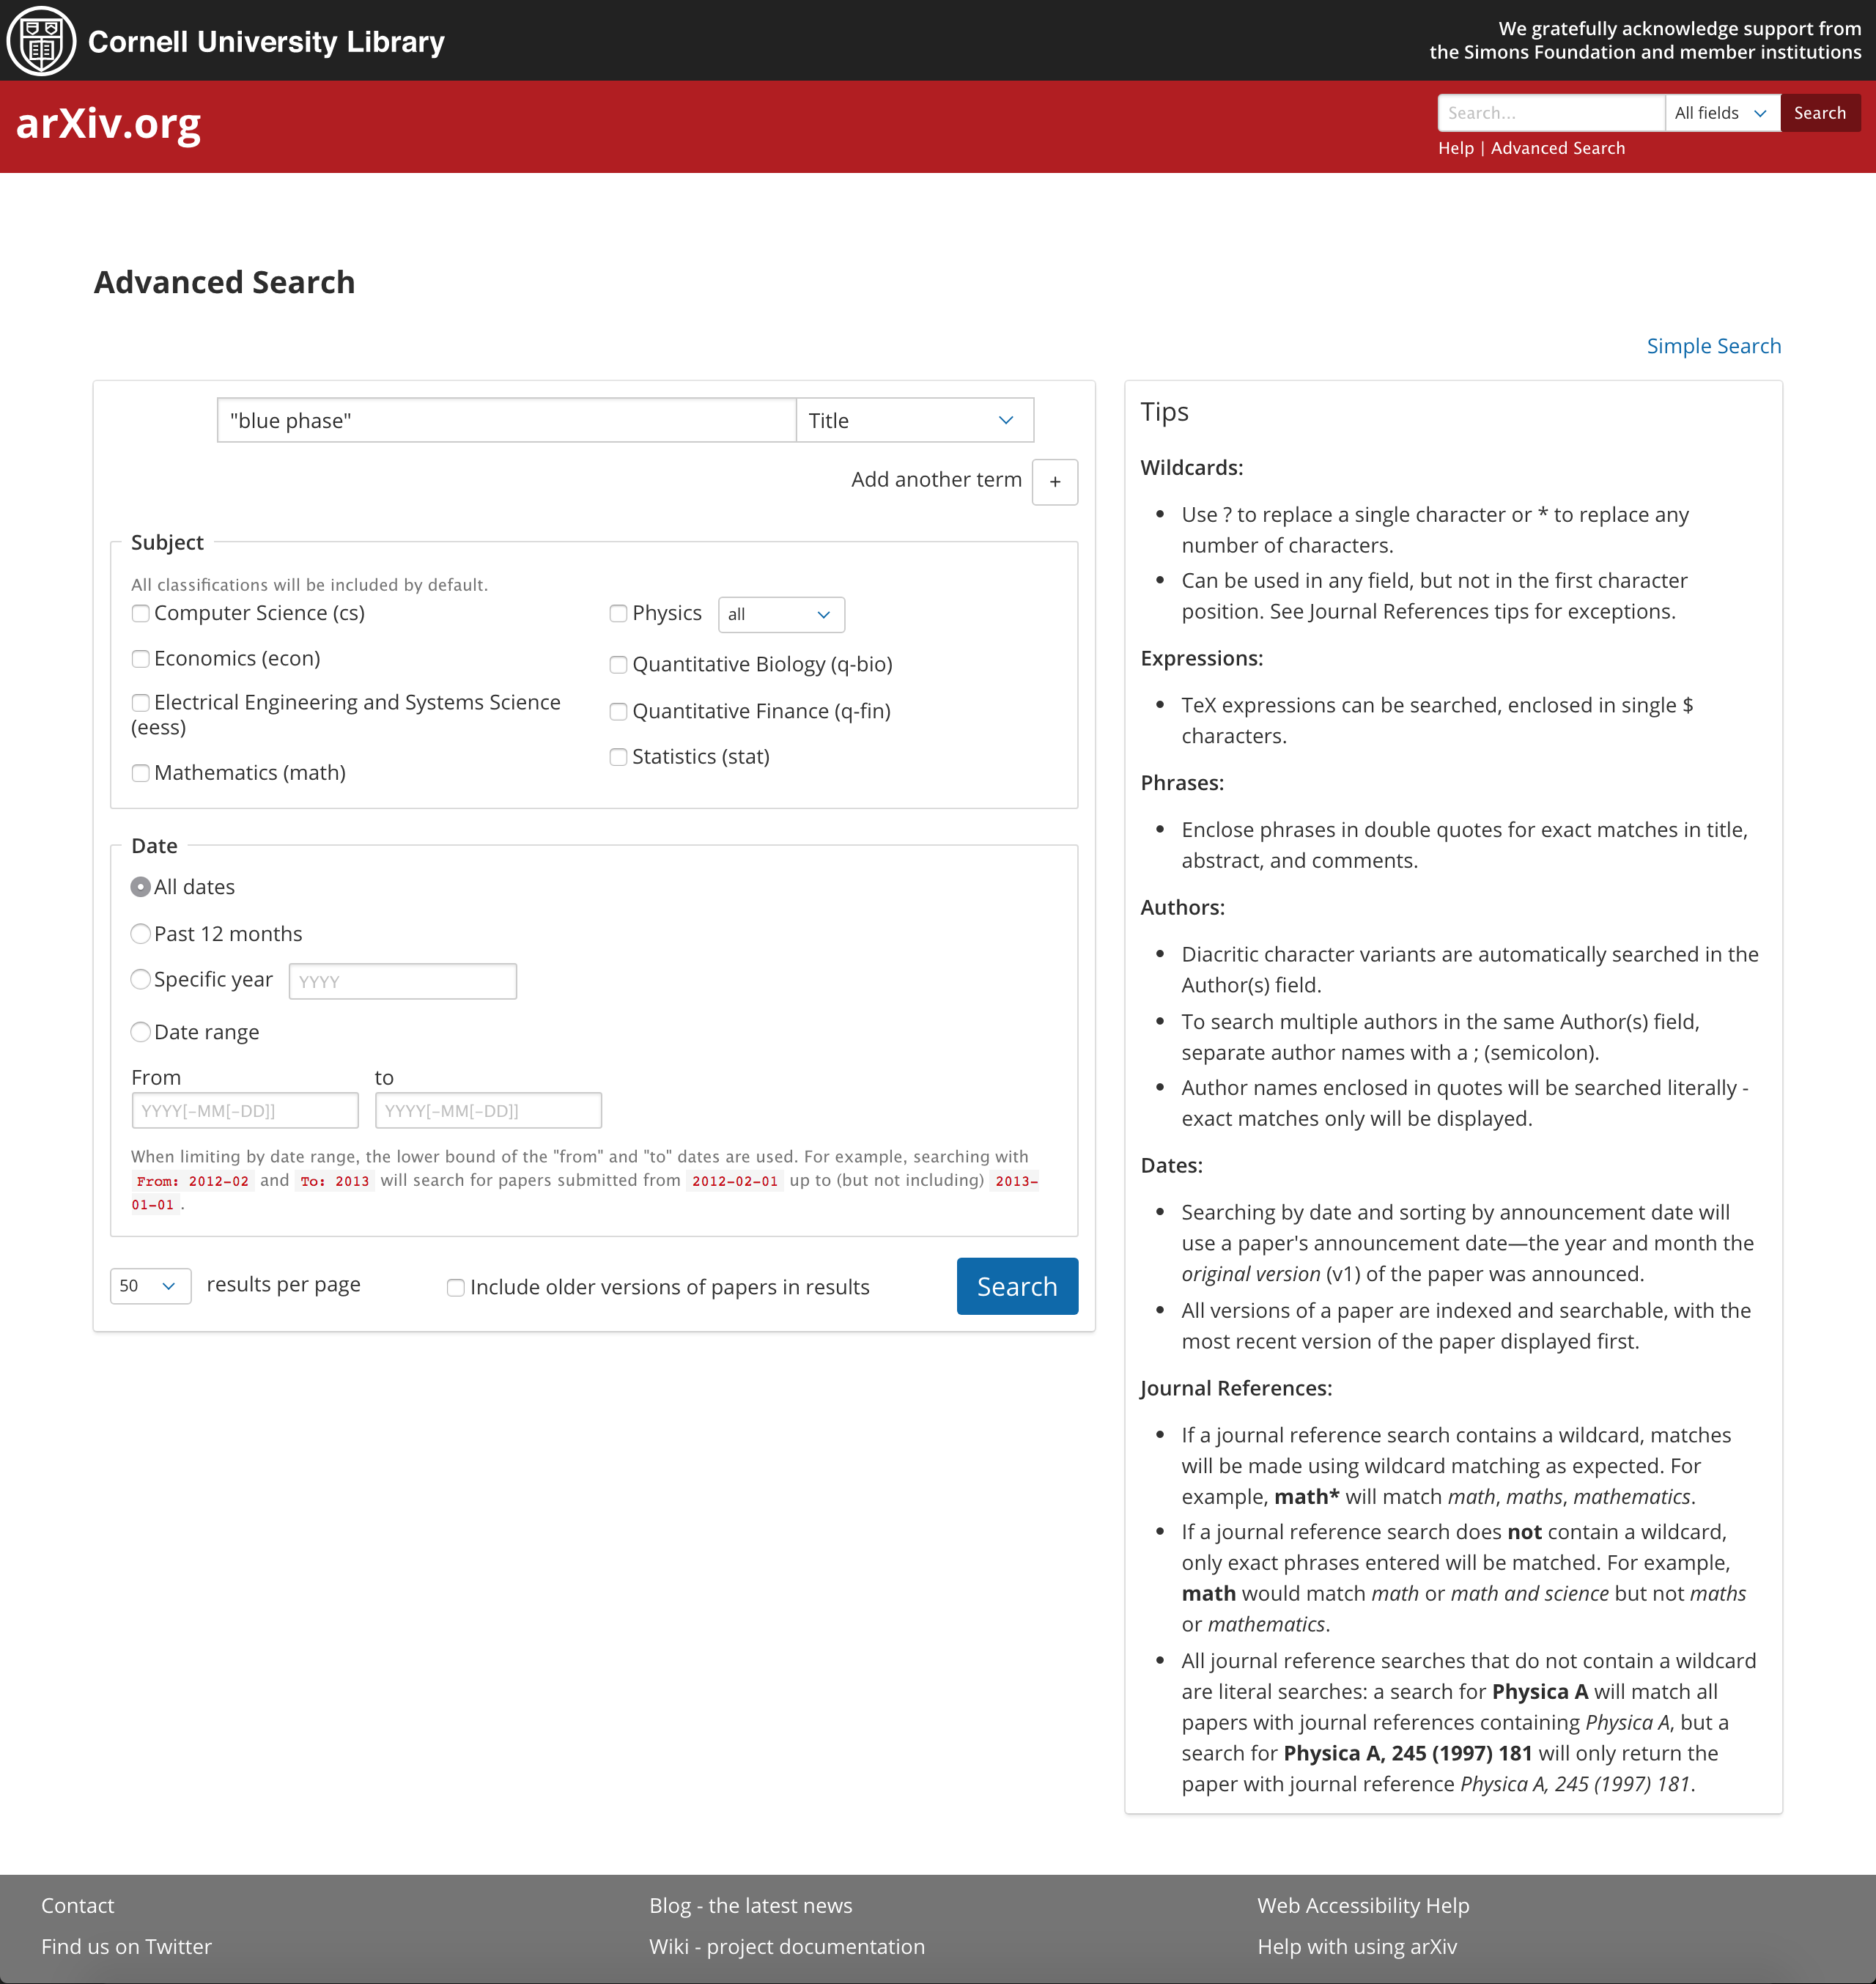 Cornell University Library
We gratefully acknowledge support from
the Simons Foundation and member institutions
arXiv.org
Search...
All fields
Search
Help | Advanced Search
Advanced Search
Simple Search
"blue phase"
Title
Add another term
+
Subject
All classifications will be included by default.
Computer Science (cs)
Economics (econ)
Electrical Engineering and Systems Science
(eess)
Mathematics (math)
Physics
all
Quantitative Biology (q-bio)
Quantitative Finance (q-fin)
Statistics (stat)
Date
All dates
Past 12 months
Specific year
YYYY
Date range
From
to
YYYY[-MM[-DD]]
YYYY[-MM[-DD]]
When limiting by date range, the lower bound of the "from" and "to" dates are used. For example, searching with
From: 2012-02 and To: 2013 will search for papers submitted from 2012-02-01 up to (but not including) 2013-
01-01 .
50
results per page
Include older versions of papers in results
Search
Tips
Wildcards:
• Use ? to replace a single character or * to replace any
number of characters.
• Can be used in any field, but not in the first character
position. See Journal References tips for exceptions.
Expressions:
• TeX expressions can be searched, enclosed in single $
characters.
Phrases:
• Enclose phrases in double quotes for exact matches in title,
abstract, and comments.
Authors:
• Diacritic character variants are automatically searched in the
Author(s) field.
• To search multiple authors in the same Author(s) field,
separate author names with a ; (semicolon).
• Author names enclosed in quotes will be searched literally -
exact matches only will be displayed.
Dates:
• Searching by date and sorting by announcement date will
use a paper's announcement date—the year and month the
original version (v1) of the paper was announced.
• All versions of a paper are indexed and searchable, with the
most recent version of the paper displayed first.
Journal References:
• If a journal reference search contains a wildcard, matches
will be made using wildcard matching as expected. For
example, math* will match math, maths, mathematics.
• If a journal reference search does not contain a wildcard,
only exact phrases entered will be matched. For example,
math would match math or math and science but not maths
or mathematics.
• All journal reference searches that do not contain a wildcard
are literal searches: a search for Physica A will match all
papers with journal references containing Physica A, but a
search for Physica A, 245 (1997) 181 will only return the
paper with journal reference Physica A, 245 (1997) 181.
Contact
Find us on Twitter
Blog - the latest news
Wiki - project documentation
Web Accessibility Help
Help with using arXiv